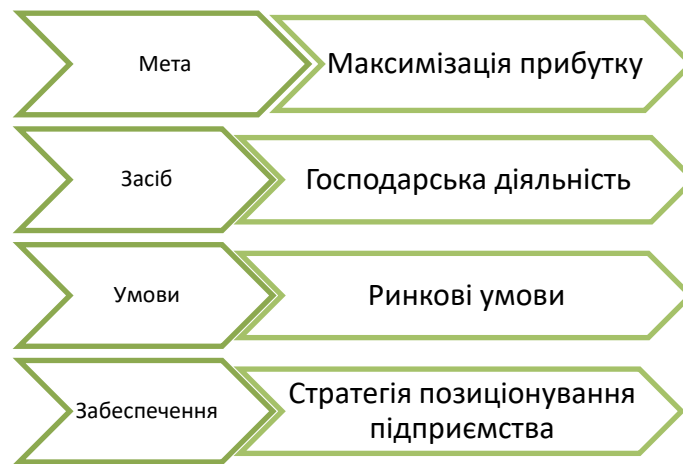 Мета
Максимізація прибутку
Засіб
Господарська діяльність
Умови
Ринкові умови
Забеспечення
Стратегія позиціонування
підприємства